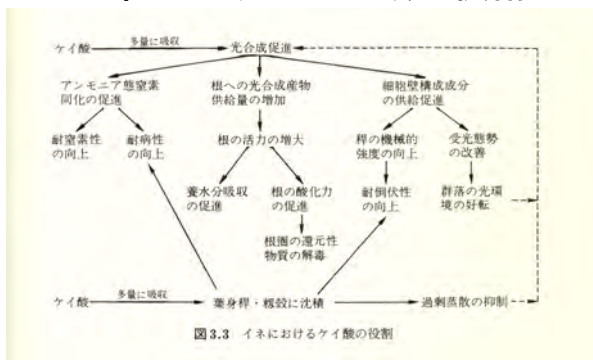 ケイ酸 多量に吸収 光合成促進
アンモニア態窒素
同化の促進
根への光合成産物
供給量の増加
細胞壁構成成分
の供給促進
耐窒素性
の向上
耐病性
の向上
根の活力の増大
稈の機械的
強度の向上
受光態勢
の改善
養水分吸収
の促進
根の酸化力
の促進
耐倒伏性
の向上
群落の光環
境の好転
根圏の還元性
物質の解毒
ケイ酸 多量に吸収 葉身稈・籾殻に沈積 過剰蒸散の抑制
図3.3 イネにおけるケイ酸の役割